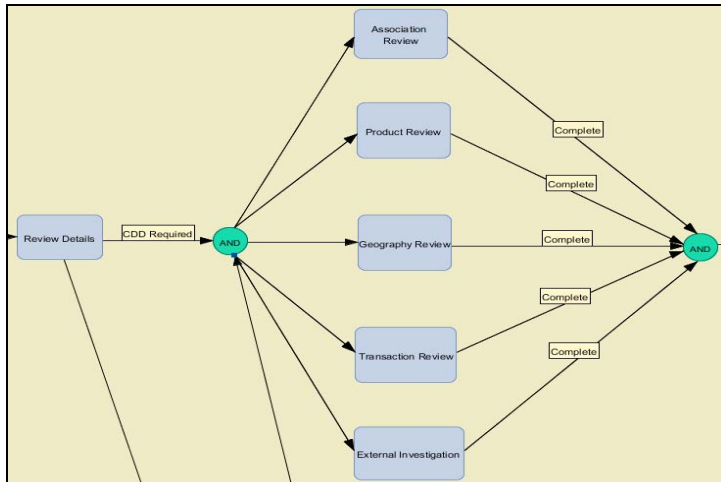 Association
Review
Complete
Product Review
Complete
Review Details
CDD Required
AND
Geography Review
Complete
AND
Complete
Transaction Review
Complete
External Investigation